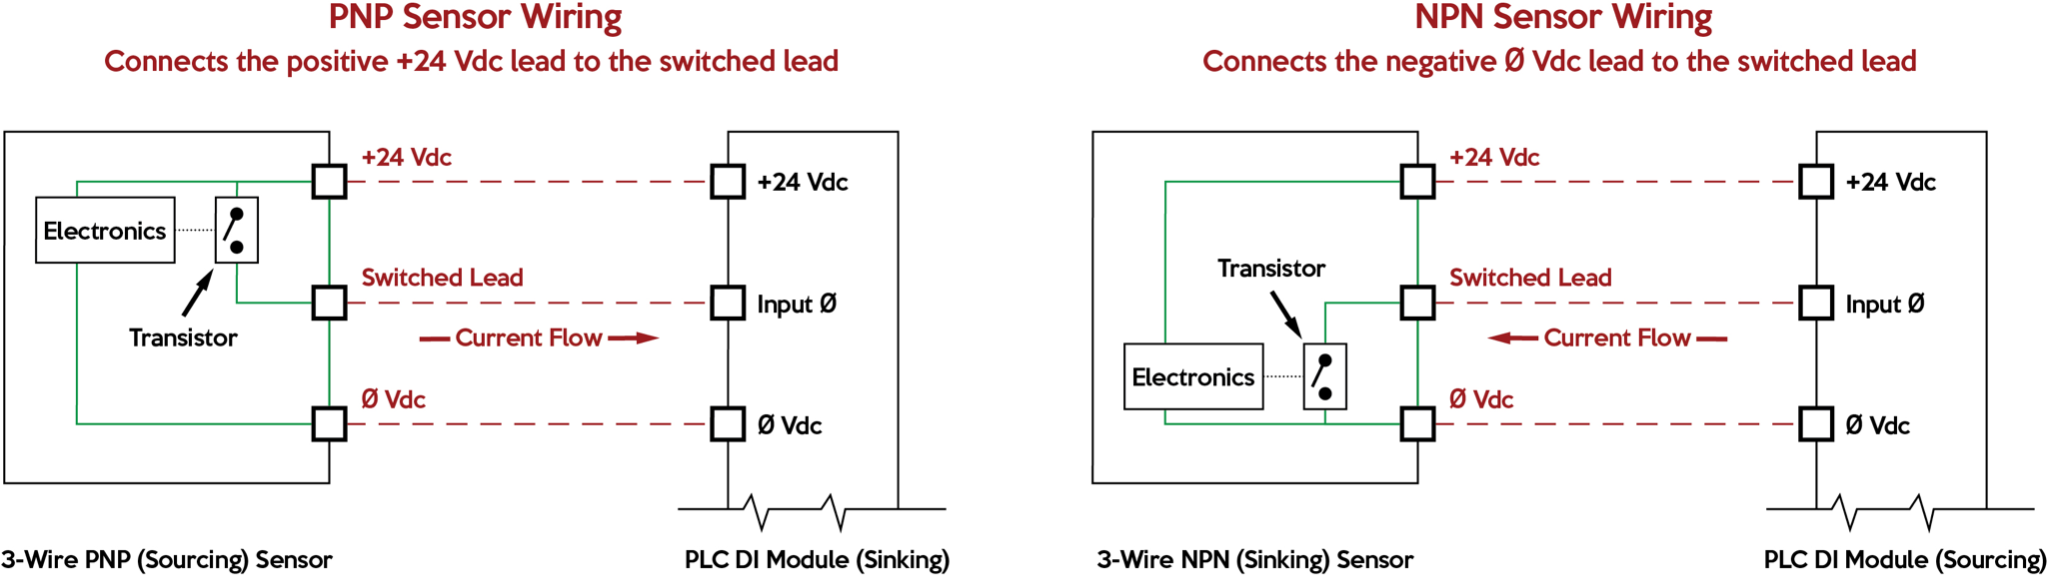 PNP Sensor Wiring
Connects the positive +24 Vdc lead to the switched lead
+24 Vdc
+24 Vdc
Electronics
Switched Lead
Input Ø
Current Flow
Transistor
Ø Vdc
Ø Vdc
3-Wire PNP (Sourcing) Sensor
PLC DI Module (Sinking)
NPN Sensor Wiring
Connects the negative Ø Vdc lead to the switched lead
+24 Vdc
+24 Vdc
Transistor
Switched Lead
Input Ø
Current Flow
Electronics
Ø Vdc
Ø Vdc
3-Wire NPN (Sinking) Sensor
PLC DI Module (Sourcing)